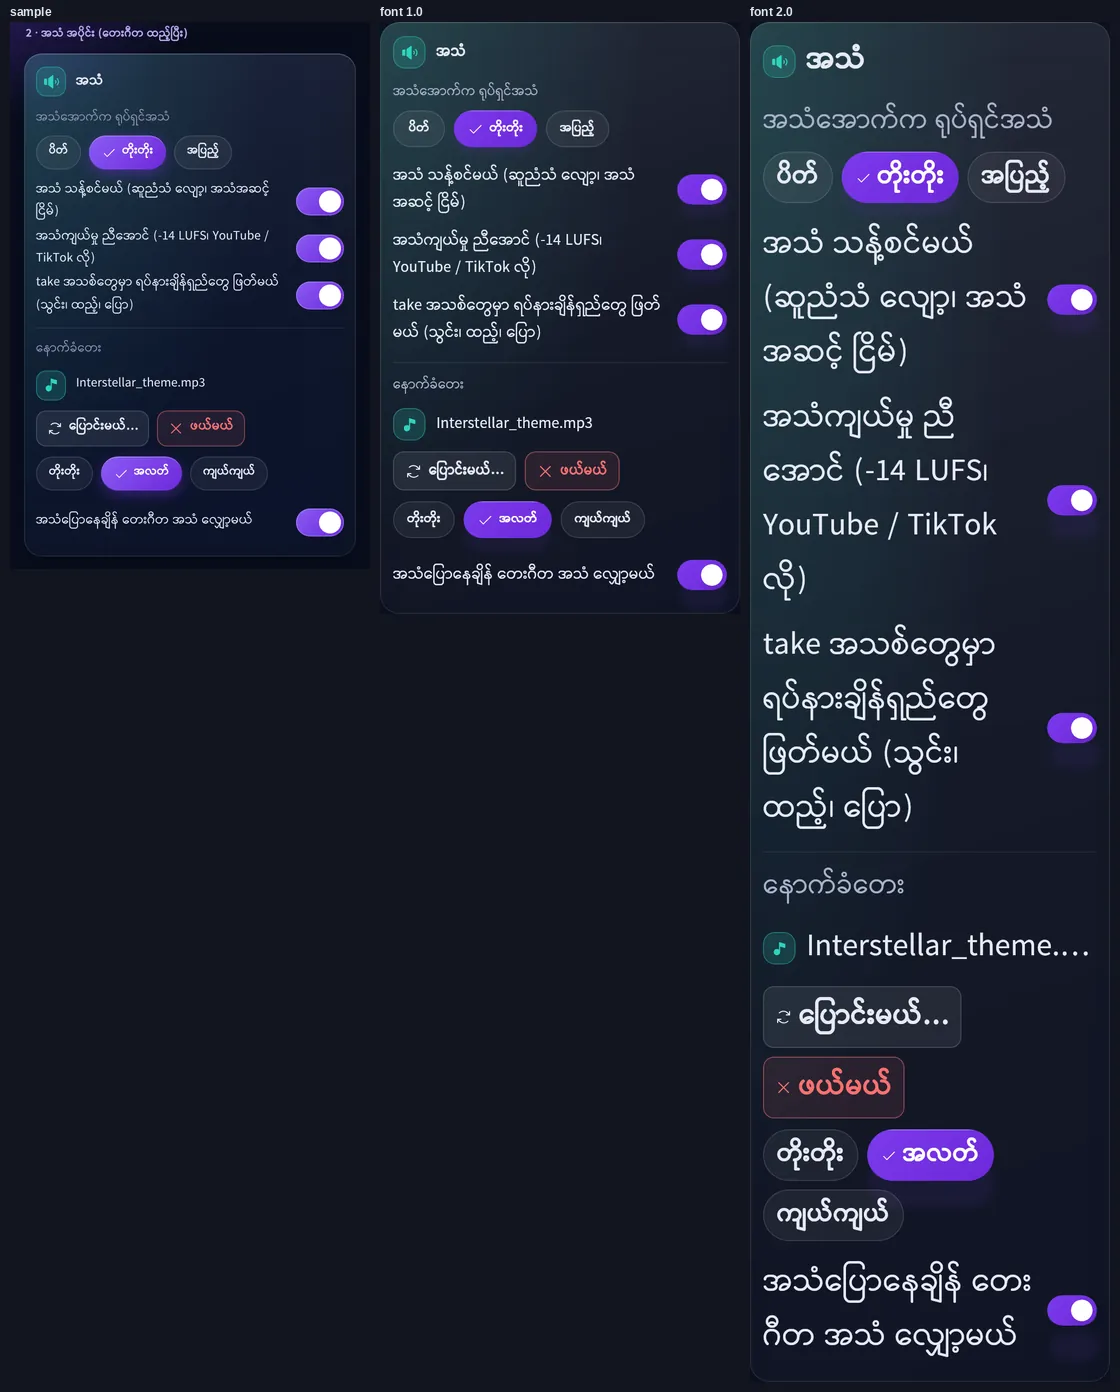 sample
2 · အသံ အပိုင်း (တေးဂီတ ထည့်ပြီး)
အသံ
အသံအောက်က ရုပ်ရှင်အသံ
ပိတ်
တိုးတိုး
အပြည့်
အသံ သန့်စင်မယ် (ဆူညံသံ လျော့၊ အသံအဆင့်
ငြိမ်)
အသံကျယ်မှု ညီအောင် (-14 LUFS၊ YouTube /
TikTok လို)
take အသစ်တွေမှာ ရပ်နားချိန်ရှည်တွေ ဖြတ်မယ်
(သွင်း၊ ထည့်၊ ပြော)
နောက်ခံတေး
Interstellar_theme.mp3
ပြောင်းမယ်...
ဖယ်မယ်
တိုးတိုး
အလတ်
ကျယ်ကျယ်
အသံပြောနေချိန် တေးဂီတ အသံ လျှော့မယ်
font 1.0
အသံ
အသံအောက်က ရုပ်ရှင်အသံ
ပိတ်
တိုးတိုး
အပြည့်
အသံ သန့်စင်မယ် (ဆူညံသံ လျော့၊ အသံ
အဆင့် ငြိမ်)
အသံကျယ်မှု ညီအောင် (-14 LUFS၊
YouTube / TikTok လို)
take အသစ်တွေမှာ ရပ်နားချိန်ရှည်တွေ ဖြတ်
မယ် (သွင်း၊ ထည့်၊ ပြော)
နောက်ခံတေး
Interstellar_theme.mp3
ပြောင်းမယ်...
ဖယ်မယ်
တိုးတိုး
အလတ်
ကျယ်ကျယ်
အသံပြောနေချိန် တေးဂီတ အသံ လျှော့မယ်
font 2.0
အသံ
အသံအောက်က ရုပ်ရှင်အသံ
ပိတ်
တိုးတိုး
အပြည့်
အသံ သန့်စင်မယ်
(ဆူညံသံ လျော့၊ အသံ
အဆင့် ငြိမ်)
အသံကျယ်မှု ညီ
အောင် (-14 LUFS၊
YouTube / TikTok
လို)
take အသစ်တွေမှာ
ရပ်နားချိန်ရှည်တွေ
ဖြတ်မယ် (သွင်း၊
ထည့်၊ ပြော)
နောက်ခံတေး
Interstellar_theme.…
ပြောင်းမယ်...
ဖယ်မယ်
တိုးတိုး
အလတ်
ကျယ်ကျယ်
အသံပြောနေချိန် တေး
ဂီတ အသံ လျှော့မယ်